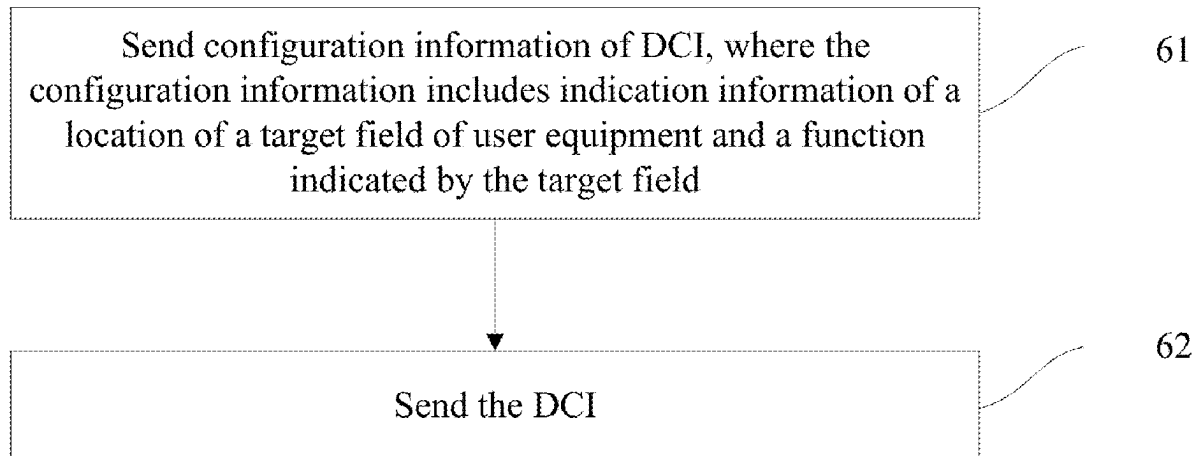 Send configuration information of DCI, where the
configuration information includes indication information of a
location of a target field of user equipment and a function
indicated by the target field
61
Send the DCI
62